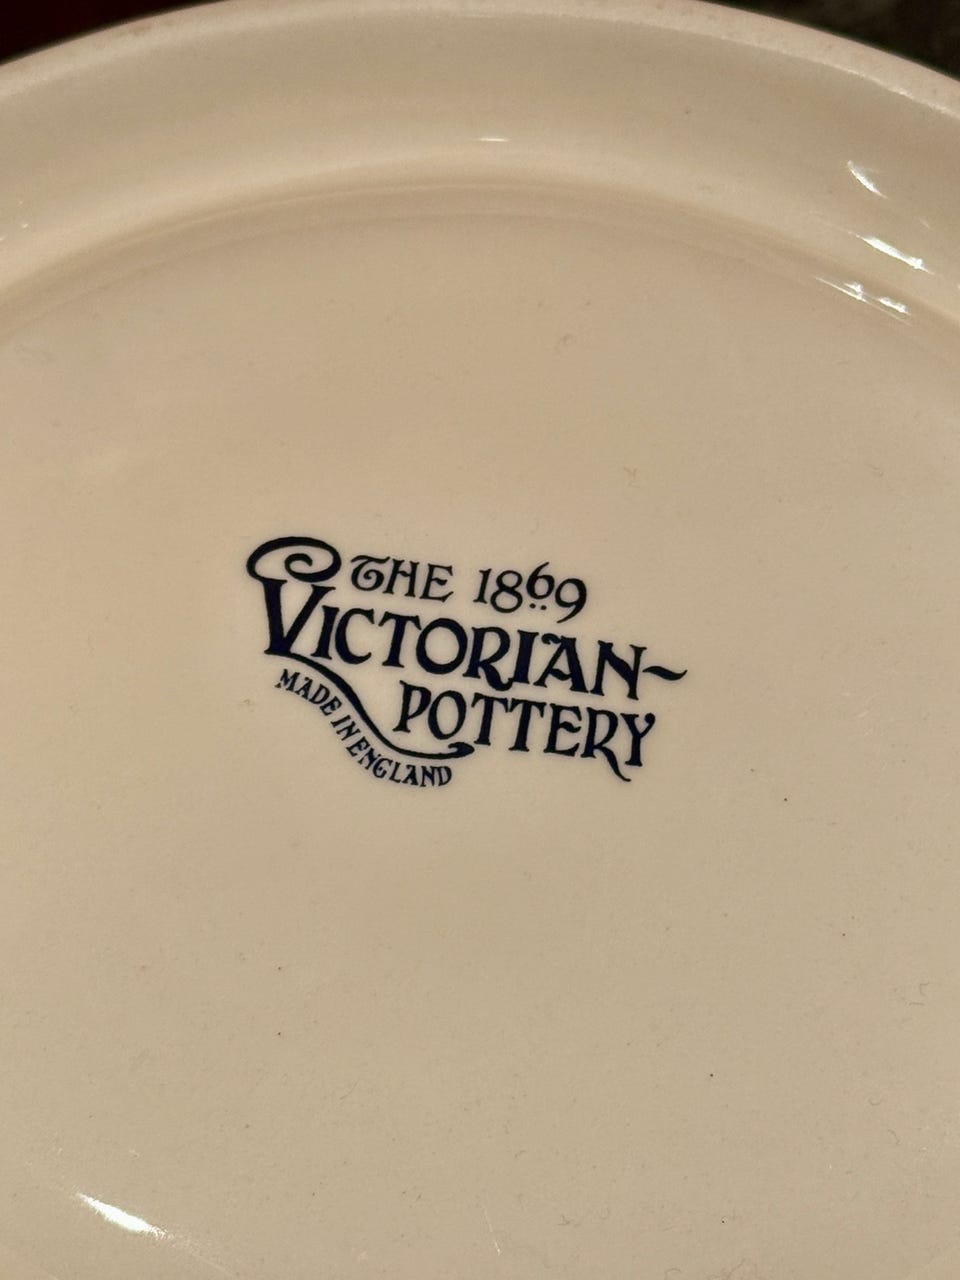 THE 1869
VICTORIAN~
POTTERY
MADE IN ENGLAND